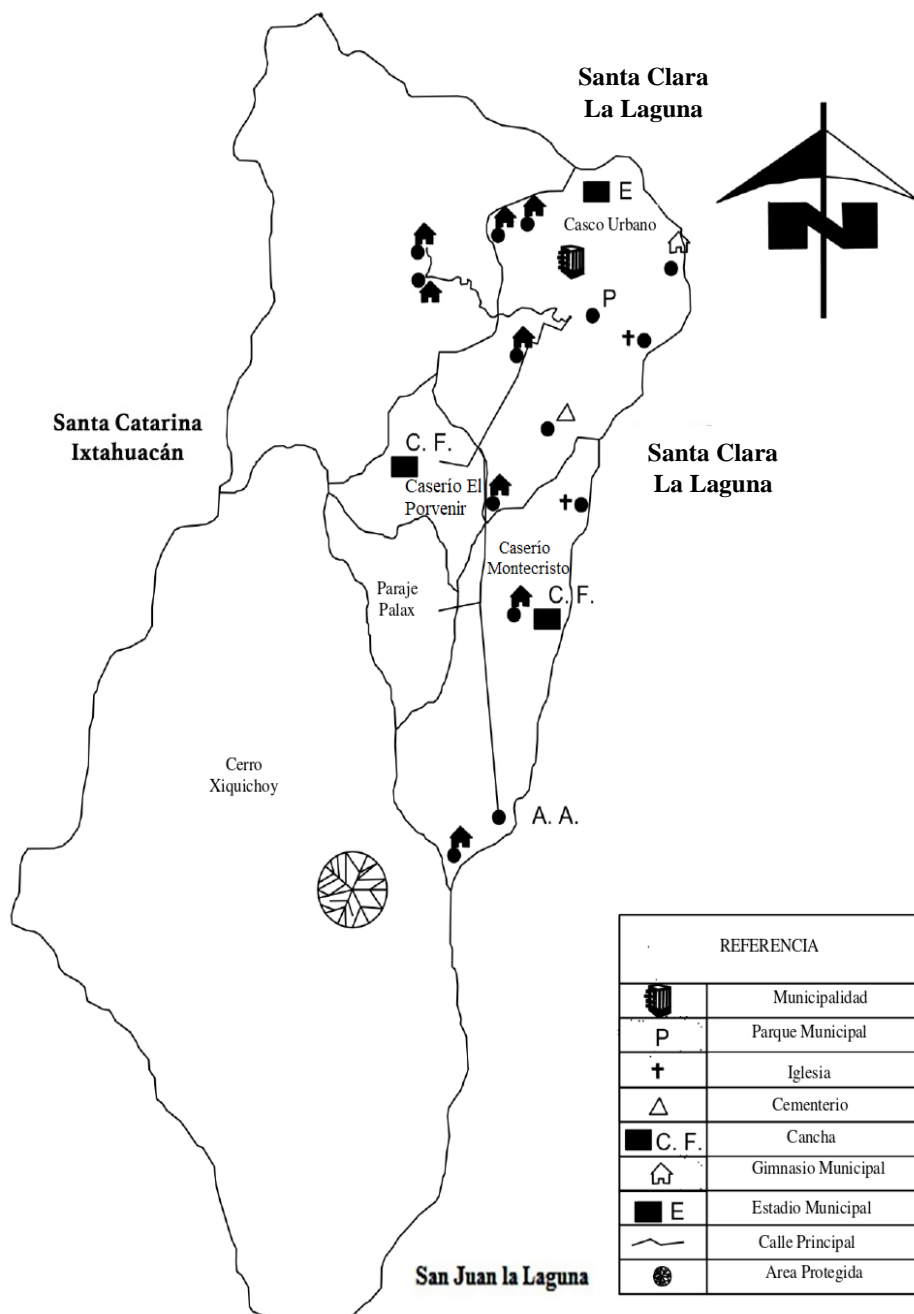 Santa Clara
La Laguna
N
E
Casco Urbano
P
Santa Catarina
Ixtahuacán
C. F.
Caserío El
Porvenir
Santa Clara
La Laguna
Caserío
Montecristo
C. F.
Paraje
Palax
Cerro
Xiquichoy
A. A.
San Juan la Laguna
REFERENCIA
Municipalidad
P Parque Municipal
Iglesia
Cementerio
C. F. Cancha
Gimnasio Municipal
E Estadio Municipal
Calle Principal
Area Protegida